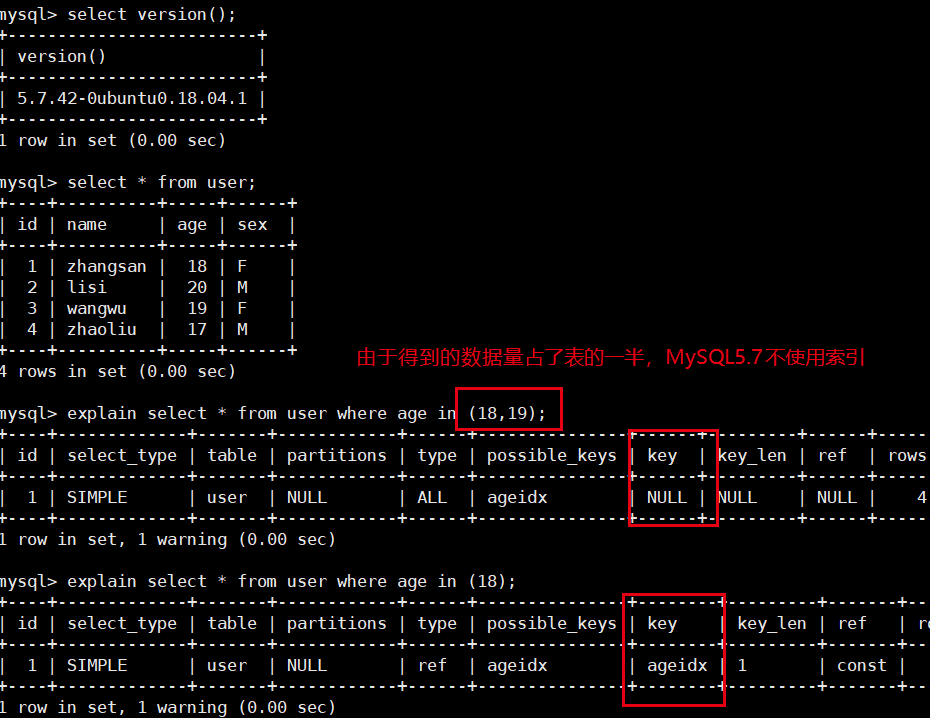 mysql> select version();
+-------------------------+
| version()               |
+-------------------------+
| 5.7.42-0ubuntu0.18.04.1 |
+-------------------------+
1 row in set (0.00 sec)
mysql> select * from user;
+----+----------+-----+------+
| id | name     | age | sex  |
+----+----------+-----+------+
|  1 | zhangsan |  18 | F    |
|  2 | lisi     |  20 | M    |
|  3 | wangwu   |  19 | F    |
|  4 | zhaoliu  |  17 | M    |
+----+----------+-----+------+
由于得到的数据量占了表的一半，MySQL5.7不使用索引
4 rows in set (0.00 sec)
mysql> explain select * from user where age in (18,19);
+----+-------------+-------+------------+------+---------------+------+---------+------+-----
| id | select_type | table | partitions | type | possible_keys | key  | key_len | ref  | rows
+----+-------------+-------+------------+------+---------------+------+---------+------+-----
|  1 | SIMPLE      | user  | NULL       | ALL  | ageidx        | NULL | NULL    | NULL |    4
+----+-------------+-------+------------+------+---------------+------+---------+------+-----
1 row in set, 1 warning (0.00 sec)
mysql> explain select * from user where age in (18);
+----+-------------+-------+------------+------+---------------+--------+---------+-------+--
| id | select_type | table | partitions | type | possible_keys | key    | key_len | ref   | ro
+----+-------------+-------+------------+------+---------------+--------+---------+-------+--
|  1 | SIMPLE      | user  | NULL       | ref  | ageidx        | ageidx | 1       | const |
+----+-------------+-------+------------+------+---------------+--------+---------+-------+--
1 row in set, 1 warning (0.00 sec)